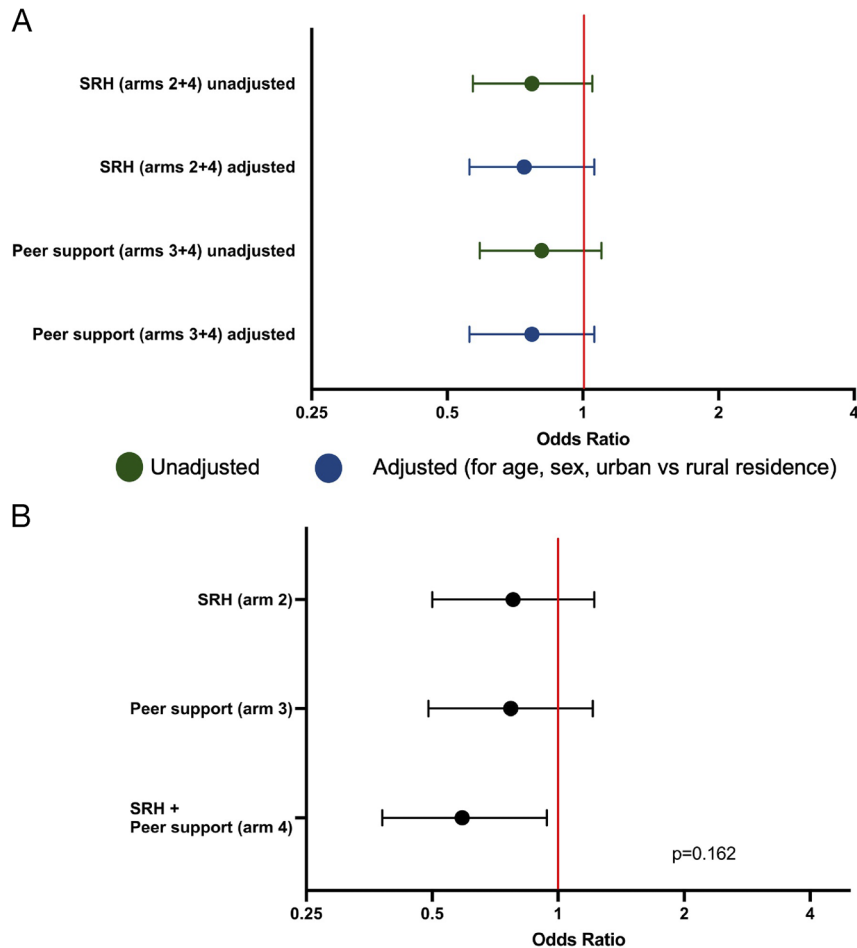 A
SRH (arms 2+4) unadjusted
SRH (arms 2+4) adjusted
Peer support (arms 3+4) unadjusted
Peer support (arms 3+4) adjusted
0.25 0.5 1 2 4
Odds Ratio
Unadjusted Adjusted (for age, sex, urban vs rural residence)
B
SRH (arm 2)
Peer support (arm 3)
SRH +
Peer support (arm 4)
p=0.162
0.25 0.5 1 2 4
Odds Ratio